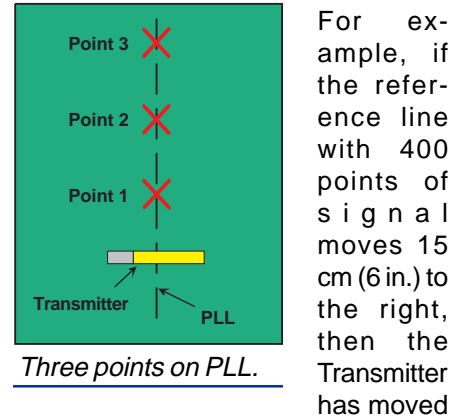 Point 3
Point 2
Point 1
Transmitter
PLL
Three points on PLL.
For ex-
ample, if
the refer-
ence line
with 400
points of
signal
moves 15
cm (6 in.) to
the right,
then the
Transmitter
has moved